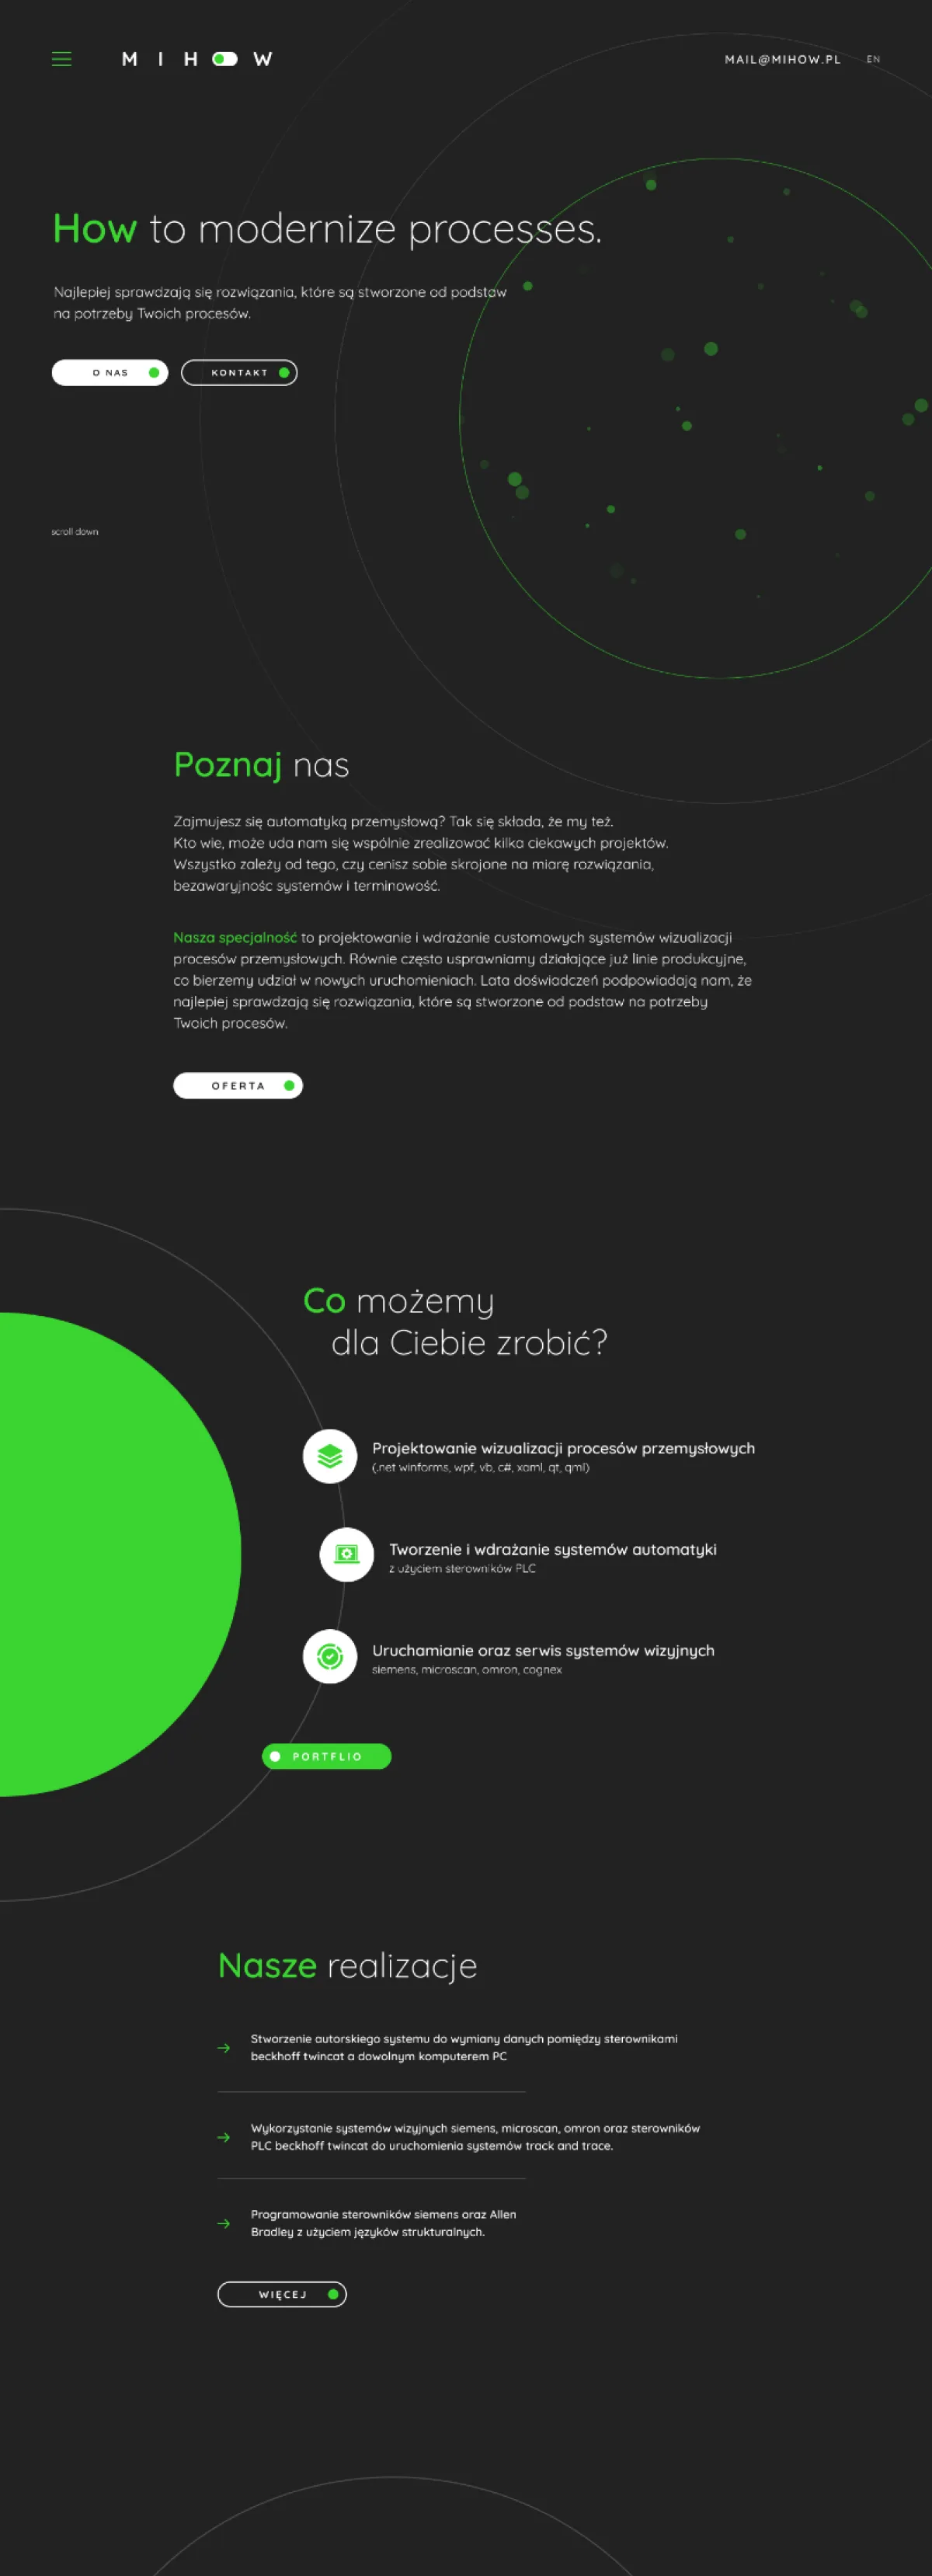 MIHOW
MAIL@MIHOW.PL
EN
How to modernize processes.
Najlepiej sprawdzają się rozwiązania, które są stworzone od podstaw
na potrzeby Twoich procesów.
O NAS
KONTAKT
scroll down
Poznaj nas
Zajmujesz się automatyką przemysłową? Tak się składa, że my też.
Kto wie, może uda nam się wspólnie zrealizować kilka ciekawych projektów.
Wszystko zależy od tego, czy cenisz sobie skrojone na miarę rozwiązania,
bezawaryjnośc systemów i terminowość.
Nasza specjalność to projektowanie i wdrażanie customowych systemów wizualizacji
procesów przemysłowych. Równie często usprawniamy działające już linie produkcyjne,
co bierzemy udział w nowych uruchomieniach. Lata doświadczeń podpowiadają nam, że
najlepiej sprawdzają się rozwiązania, które są stworzone od podstaw na potrzeby
Twoich procesów.
OFERTA
Co możemy
dla Ciebie zrobić?
Projektowanie wizualizacji procesów przemysłowych
(.net winforms, wpf, vb, c#, xaml, qt, qml)
Tworzenie i wdrażanie systemów automatyki
z użyciem sterowników PLC
Uruchamianie oraz serwis systemów wizyjnych
siemens, microscan, omron, cognex
PORTFLIO
Nasze realizacje
Stworzenie autorskiego systemu do wymiany danych pomiędzy sterownikami
beckhoff twincat a dowolnym komputerem PC
Wykorzystanie systemów wizyjnych siemens, microscan, omron oraz sterowników
PLC beckhoff twincat do uruchomienia systemów track and trace.
Programowanie sterowników siemens oraz Allen
Bradley z użyciem języków strukturalnych.
WIĘCEJ